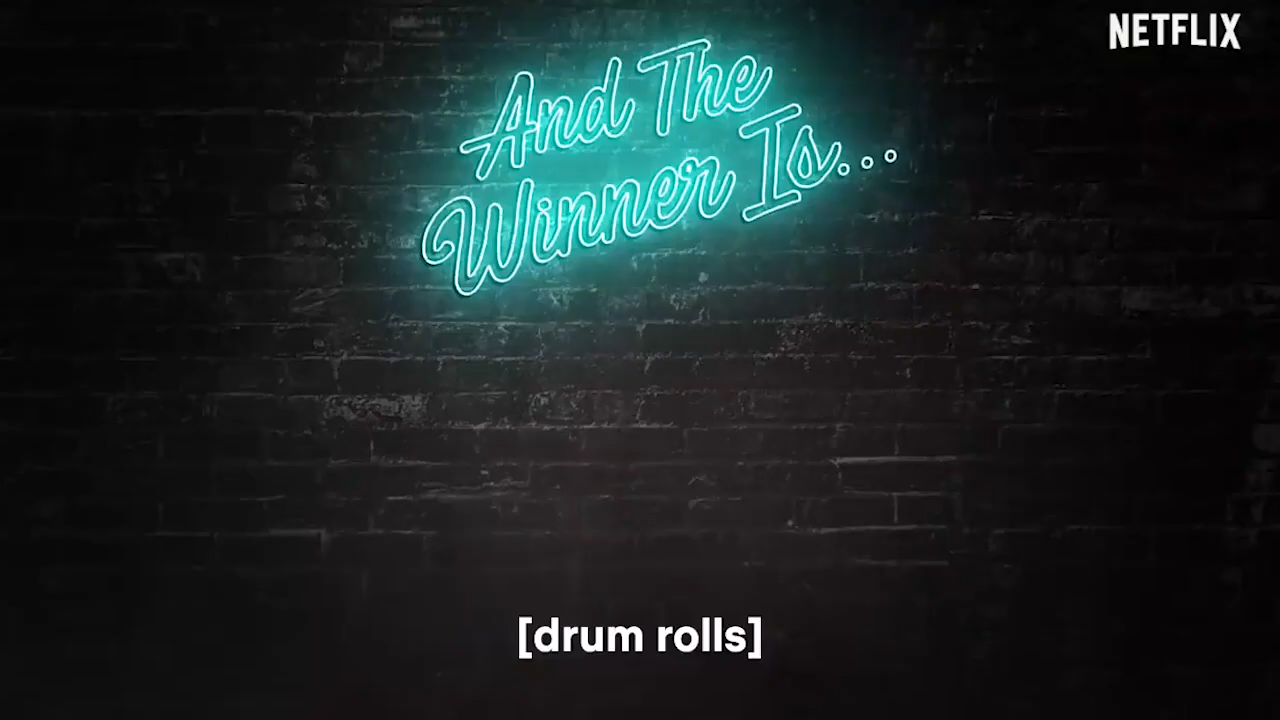 NETFLIX
And The
Winner Is...
[drum rolls]